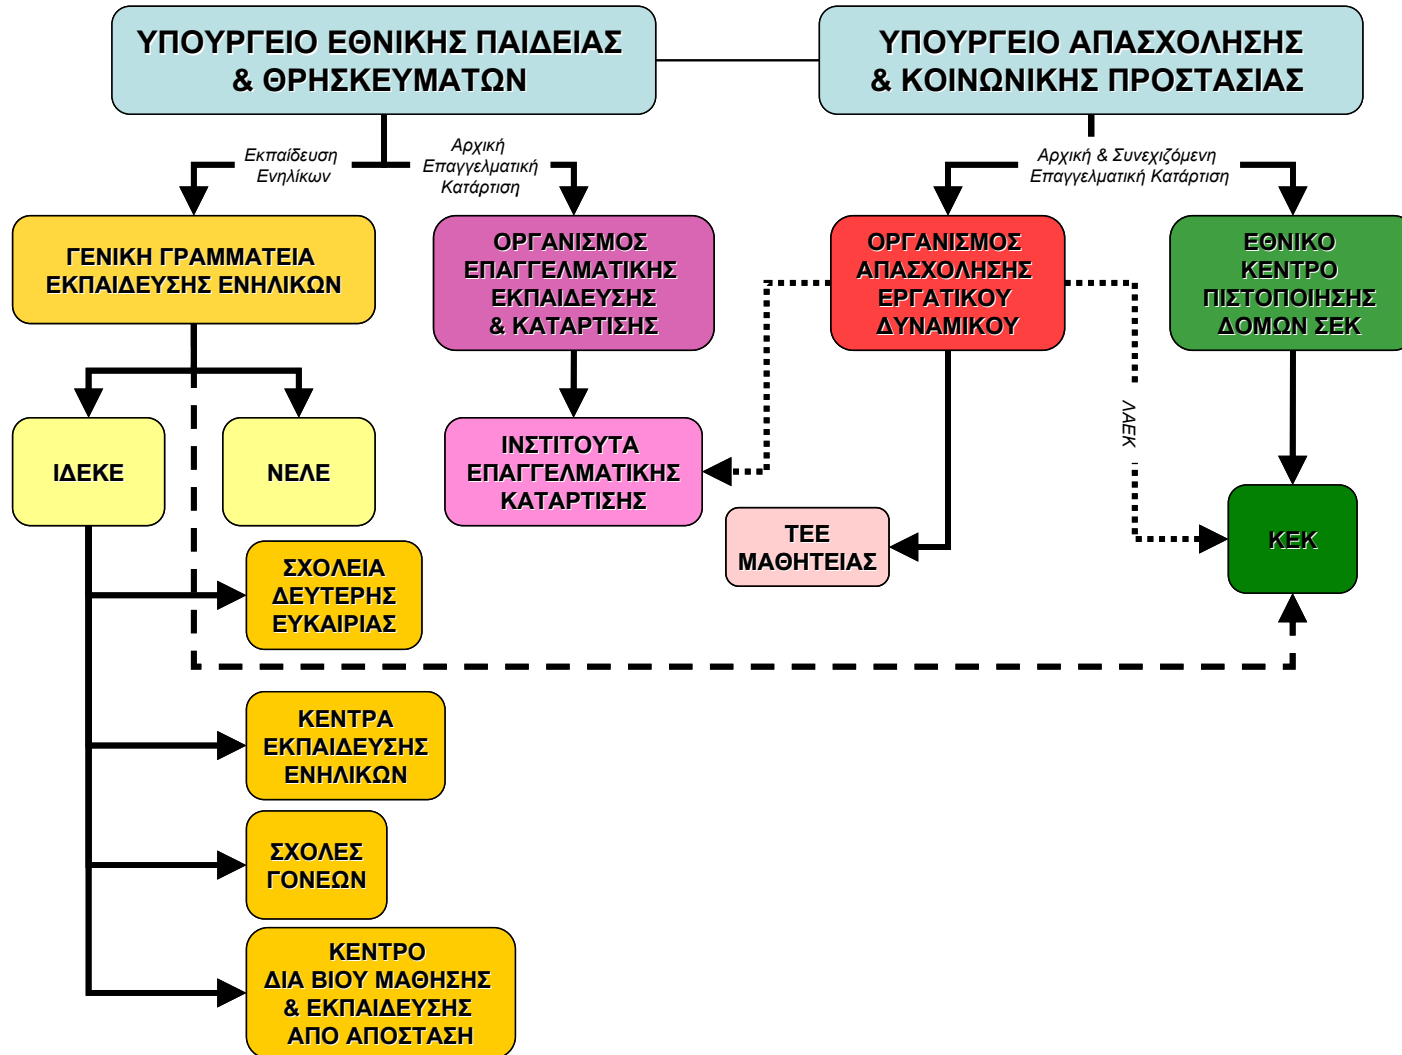 ΥΠΟΥΡΓΕΙΟ ΕΘΝΙΚΗΣ ΠΑΙΔΕΙΑΣ
& ΘΡΗΣΚΕΥΜΑΤΩΝ
ΥΠΟΥΡΓΕΙΟ ΑΠΑΣΧΟΛΗΣΗΣ
& ΚΟΙΝΩΝΙΚΗΣ ΠΡΟΣΤΑΣΙΑΣ
Εκπαίδευση
Ενηλίκων
Αρχική
Επαγγελματική
Κατάρτιση
Αρχική & Συνεχιζόμενη
Επαγγελματική Κατάρτιση
ΓΕΝΙΚΗ ΓΡΑΜΜΑΤΕΙΑ
ΕΚΠΑΙΔΕΥΣΗΣ ΕΝΗΛΙΚΩΝ
ΟΡΓΑΝΙΣΜΟΣ
ΕΠΑΓΓΕΛΜΑΤΙΚΗΣ
ΕΚΠΑΙΔΕΥΣΗΣ
& ΚΑΤΑΡΤΙΣΗΣ
ΟΡΓΑΝΙΣΜΟΣ
ΑΠΑΣΧΟΛΗΣΗΣ
ΕΡΓΑΤΙΚΟΥ
ΔΥΝΑΜΙΚΟΥ
ΕΘΝΙΚΟ
ΚΕΝΤΡΟ
ΠΙΣΤΟΠΟΙΗΣΗΣ
ΔΟΜΩΝ ΣΕΚ
ΙΔΕΚΕ
ΝΕΛΕ
ΙΝΣΤΙΤΟΥΤΑ
ΕΠΑΓΓΕΛΜΑΤΙΚΗΣ
ΚΑΤΑΡΤΙΣΗΣ
ΛΑΕΚ
ΤΕΕ
ΜΑΘΗΤΕΙΑΣ
ΚΕΚ
ΣΧΟΛΕΙΑ
ΔΕΥΤΕΡΗΣ
ΕΥΚΑΙΡΙΑΣ
ΚΕΝΤΡΑ
ΕΚΠΑΙΔΕΥΣΗΣ
ΕΝΗΛΙΚΩΝ
ΣΧΟΛΕΣ
ΓΟΝΕΩΝ
ΚΕΝΤΡΟ
ΔΙΑ ΒΙΟΥ ΜΑΘΗΣΗΣ
& ΕΚΠΑΙΔΕΥΣΗΣ
ΑΠΟ ΑΠΟΣΤΑΣΗ